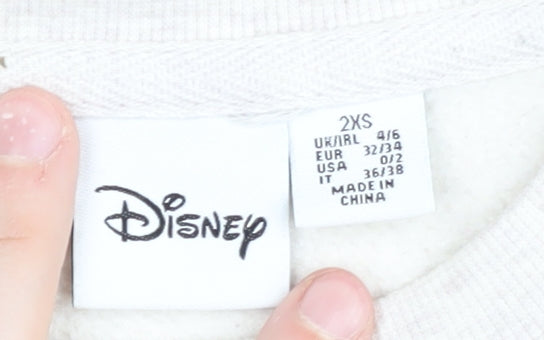 Disney
2XS
UK/IRL 4/6
EUR 32/34
USA 0/2
IT 36/38
MADE IN
CHINA